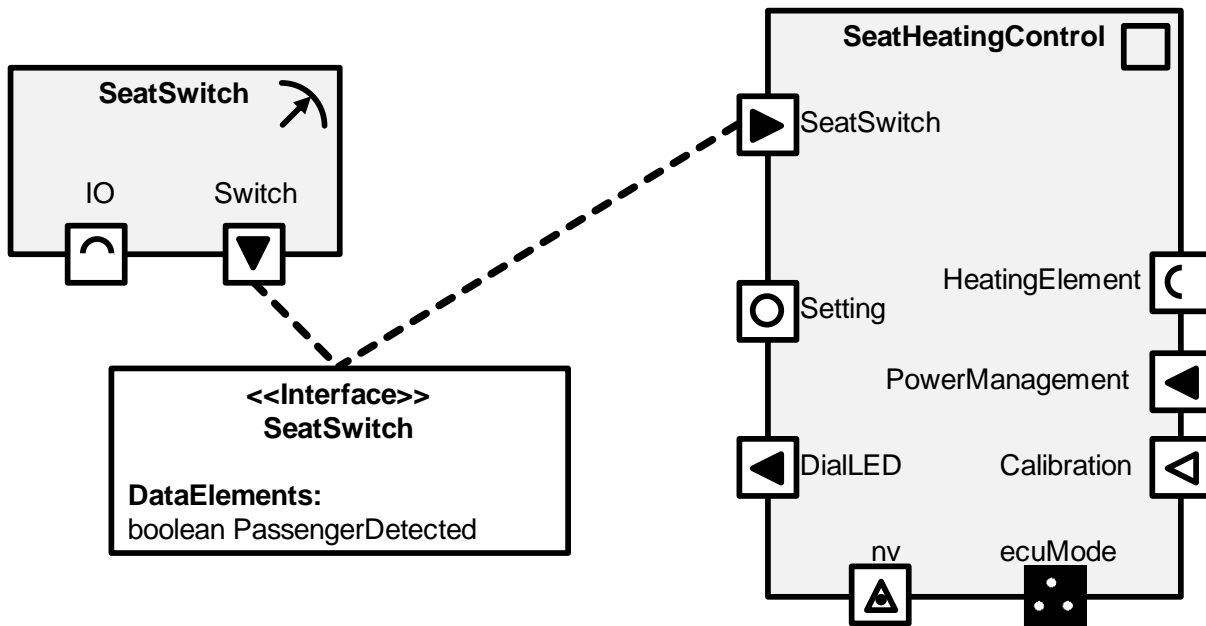 SeatSwitch
IO
Switch
<<Interface>>
SeatSwitch
DataElements:
boolean PassengerDetected
SeatHeatingControl
SeatSwitch
Setting
DialLED
HeatingElement
PowerManagement
Calibration
nv
ecuMode